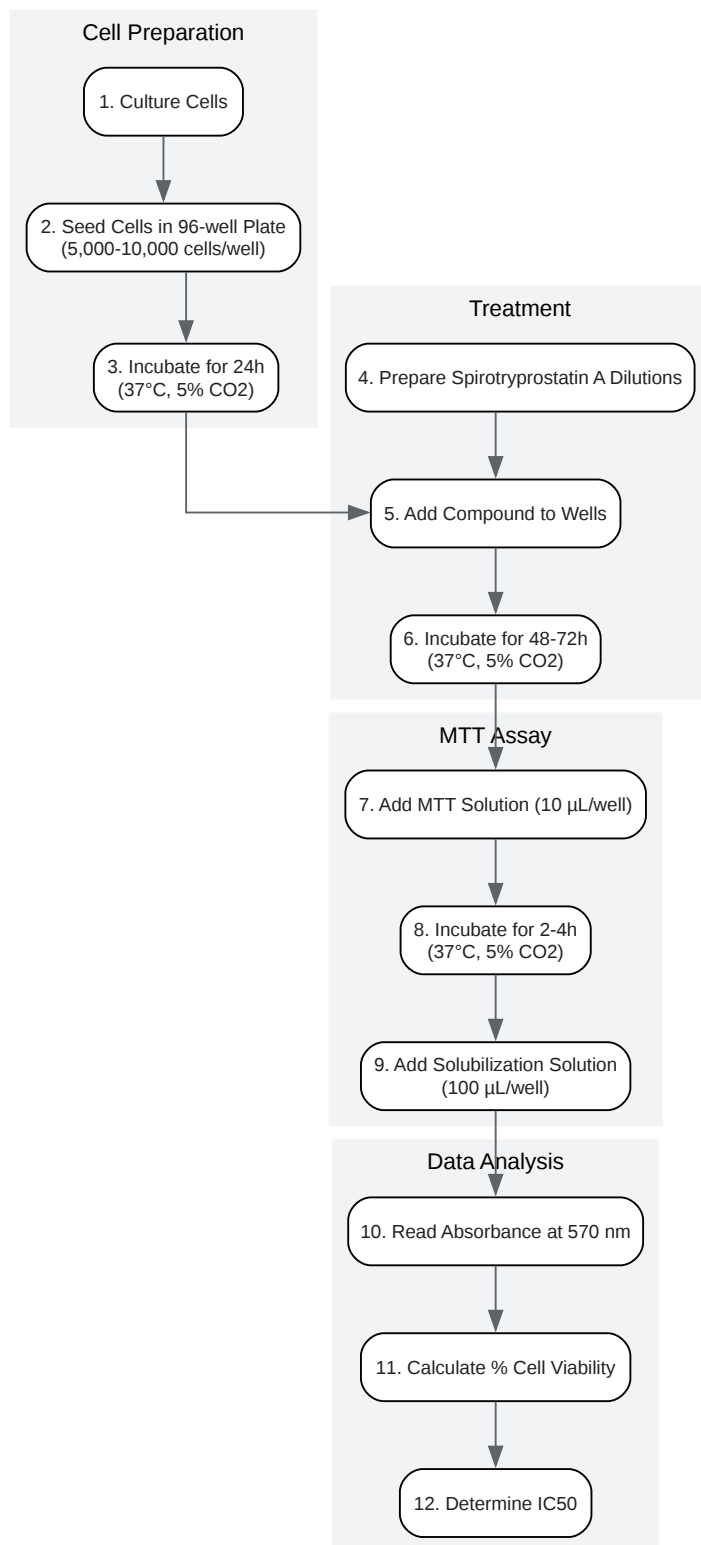 Cell Preparation
1. Culture Cells
2. Seed Cells in 96-well Plate
(5,000-10,000 cells/well)
3. Incubate for 24h
(37°C, 5% CO2)
Treatment
4. Prepare Spirotryprostatin A Dilutions
5. Add Compound to Wells
6. Incubate for 48-72h
(37°C, 5% CO2)
MTT Assay
7. Add MTT Solution (10 µL/well)
8. Incubate for 2-4h
(37°C, 5% CO2)
9. Add Solubilization Solution
(100 µL/well)
Data Analysis
10. Read Absorbance at 570 nm
11. Calculate % Cell Viability
12. Determine IC50